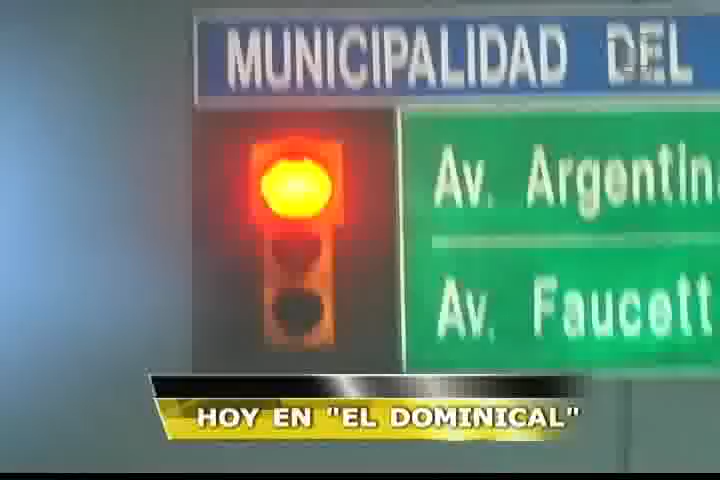 MUNICIPALIDAD DEL
Av. Argentina
Av. Faucett
HOY EN "EL DOMINICAL"